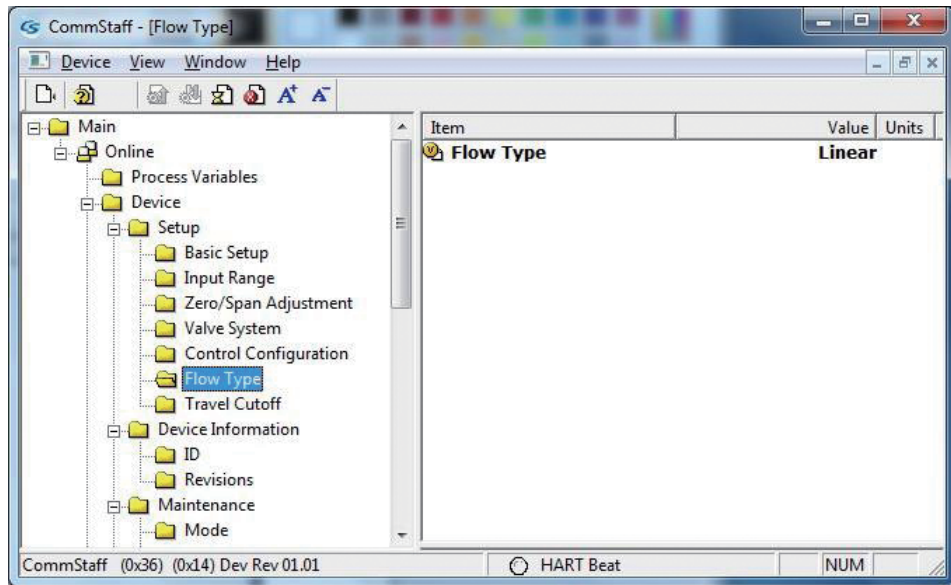 CommStaff - [Flow Type]
Device View Window Help
Main
Online
Process Variables
Device
Setup
Basic Setup
Input Range
Zero/Span Adjustment
Valve System
Control Configuration
Flow Type
Travel Cutoff
Device Information
ID
Revisions
Maintenance
Mode
Item Value Units
Flow Type Linear
CommStaff (0x36) (0x14) Dev Rev 01.01 HART Beat NUM